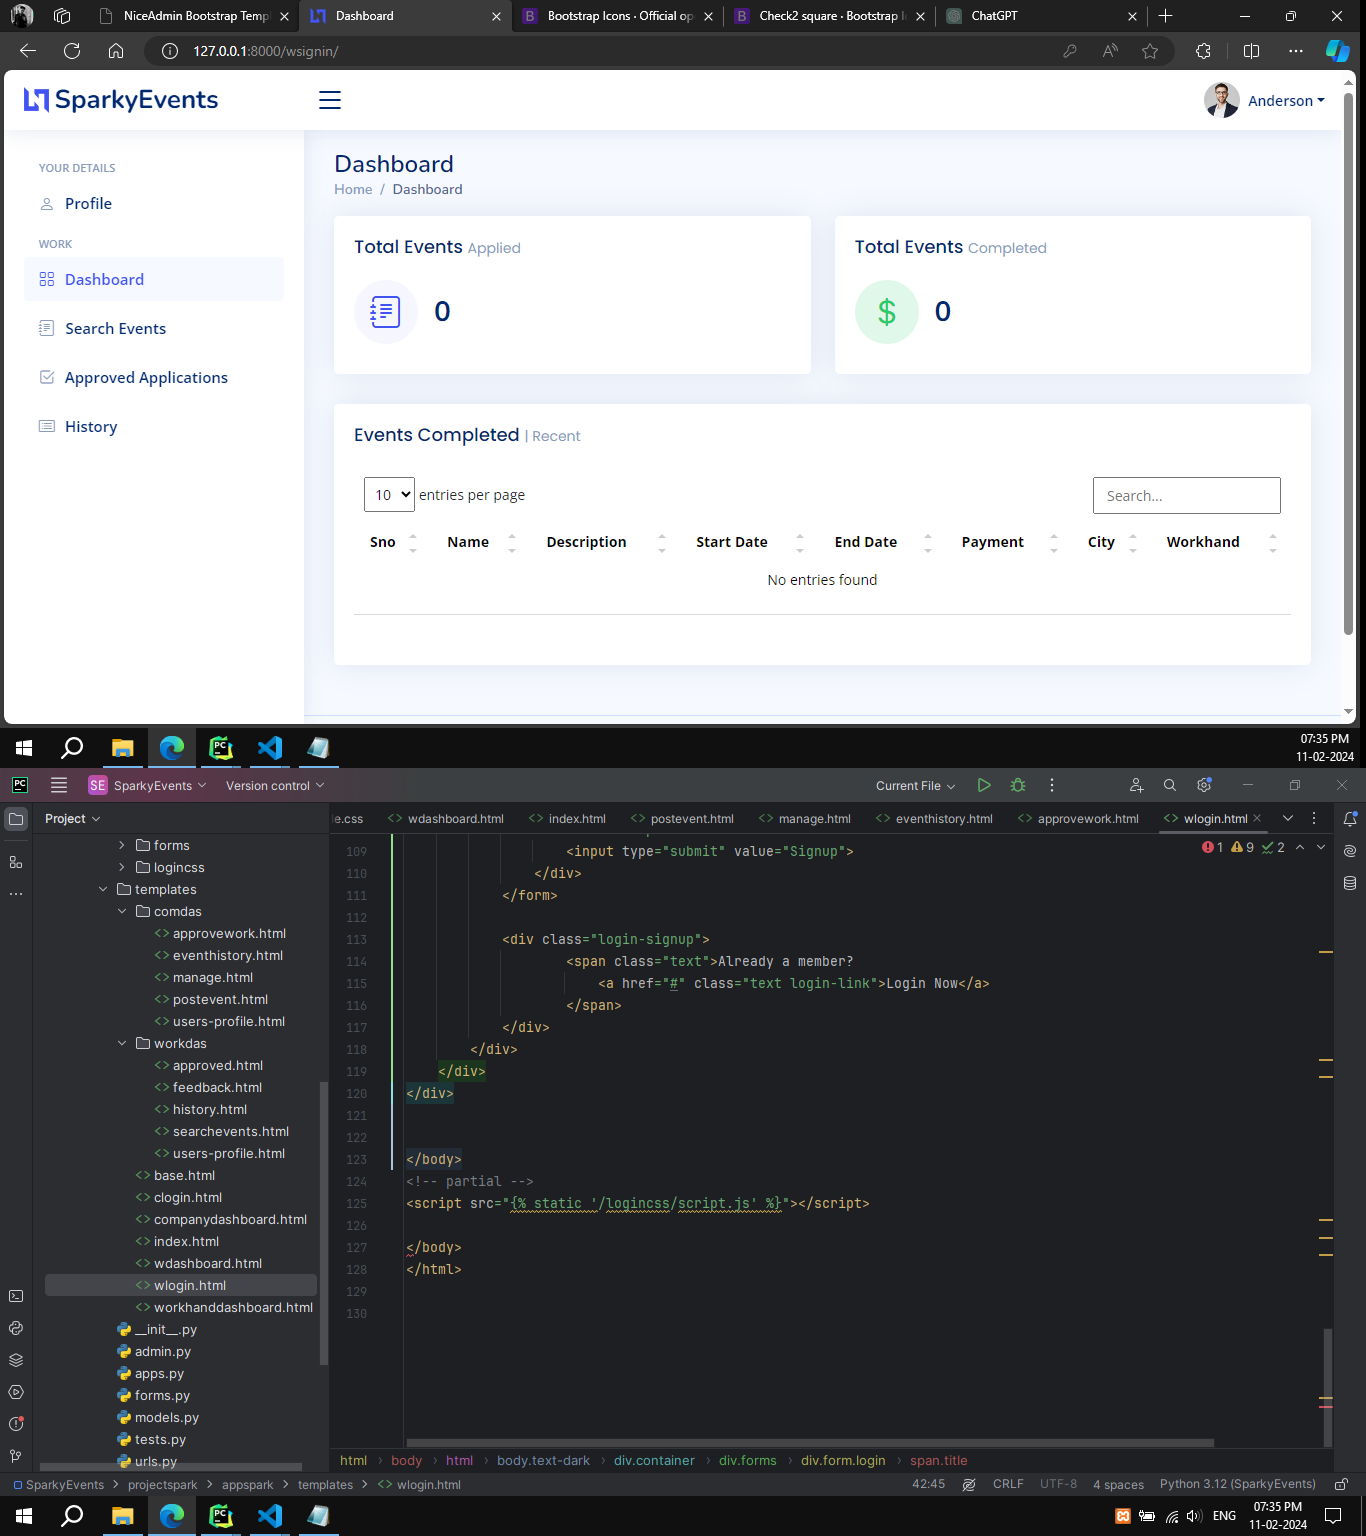 NiceAdmin Bootstrap Temp
Dashboard
Bootstrap Icons · Official op
Check2 square · Bootstrap I
ChatGPT
127.0.0.1:8000/wsignin/
SparkyEvents
Anderson
YOUR DETAILS
Profile
WORK
Dashboard
Search Events
Approved Applications
History
Dashboard
Home / Dashboard
Total Events Applied
0
Total Events Completed
$ 0
Events Completed | Recent
10 entries per page
Search...
Sno Name Description Start Date End Date Payment City Workhand
No entries found
07:35 PM
11-02-2024
PC SE SparkyEvents Version control Current File
Project
le.css wdashboard.html index.html postevent.html manage.html eventhistory.html approvework.html wlogin.html
forms
logincss
templates
comdas
approvework.html
eventhistory.html
manage.html
postevent.html
users-profile.html
workdas
approved.html
feedback.html
history.html
searchevents.html
users-profile.html
base.html
clogin.html
companydashboard.html
index.html
wdashboard.html
wlogin.html
workhanddashboard.html
__init__.py
admin.py
apps.py
forms.py
models.py
tests.py
urls.py
1 9 2
109 <input type="submit" value="Signup">
110 </div>
111 </form>
112
113 <div class="login-signup">
114 <span class="text">Already a member?
115 <a href="#" class="text login-link">Login Now</a>
116 </span>
117 </div>
118 </div>
119 </div>
120 </div>
121
122
123 </body>
124 <!-- partial -->
125 <script src="{% static '/logincss/script.js' %}"></script>
126
127 </body>
128 </html>
129
130
html body html body.text-dark div.container div.forms div.form.login span.title
SparkyEvents projectspark appspark templates wlogin.html 42:45 CRLF UTF-8 4 spaces Python 3.12 (SparkyEvents)
ENG
07:35 PM
11-02-2024